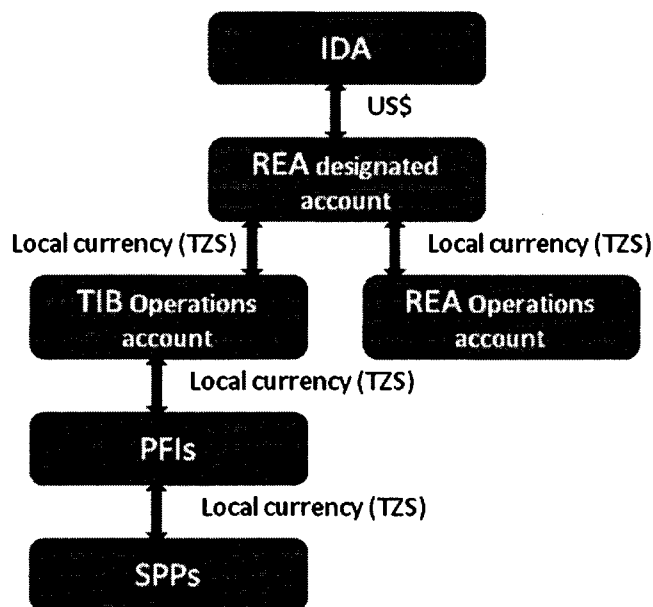 IDA
US$
REA designated
account
Local currency (TZS)
Local currency (TZS)
TIB Operations
account
REA Operations
account
Local currency (TZS)
PFIs
Local currency (TZS)
SPPs